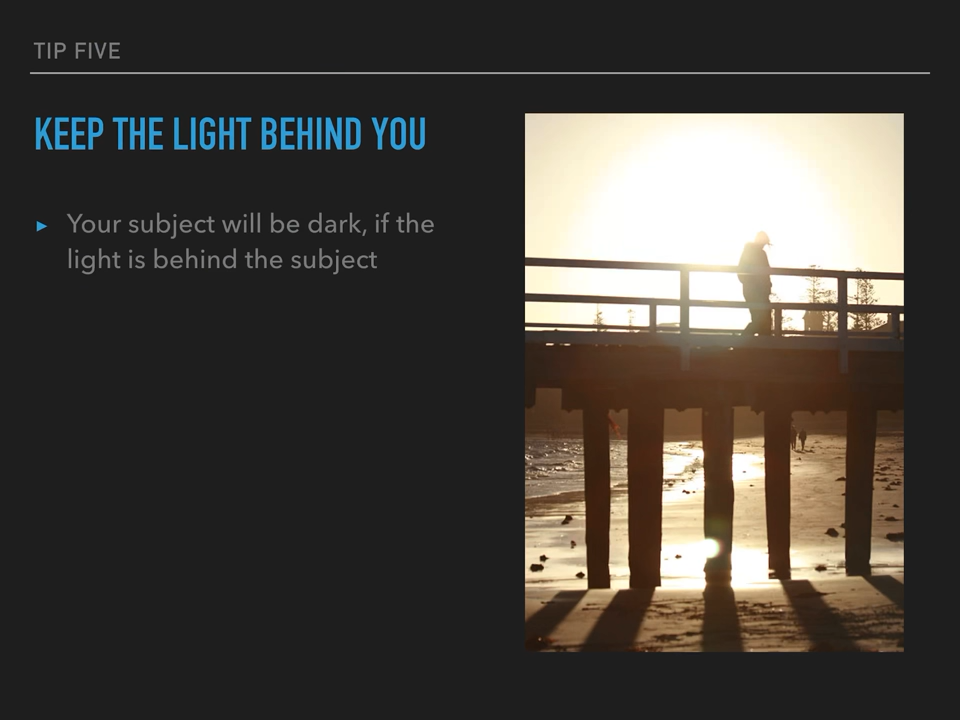 TIP FIVE
KEEP THE LIGHT BEHIND YOU
▸ Your subject will be dark, if the
light is behind the subject